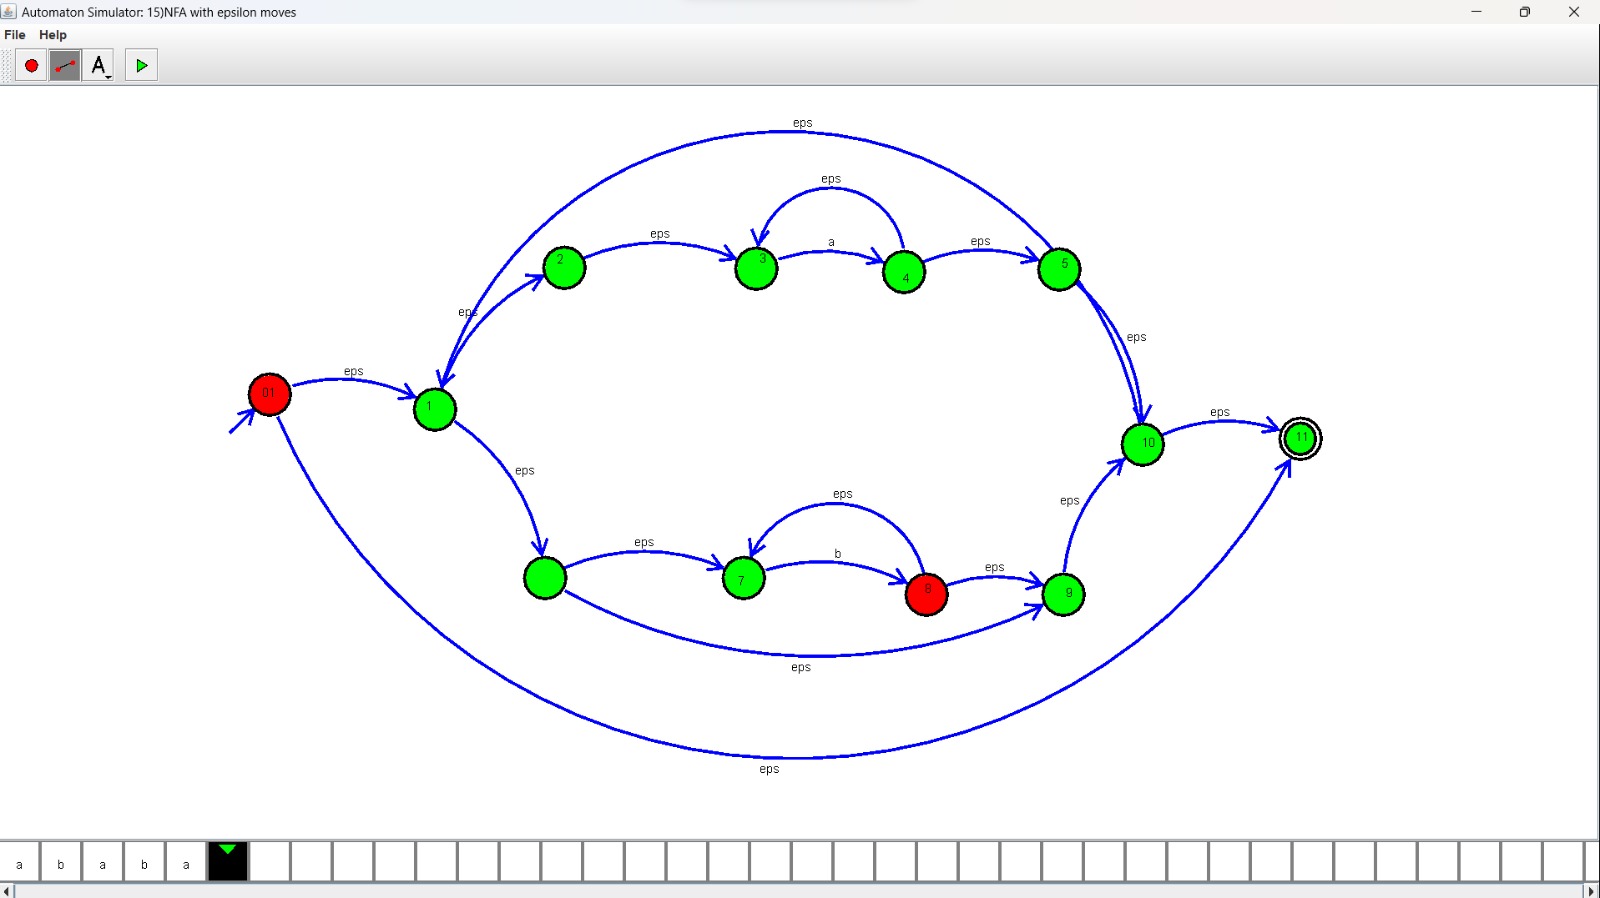 Automaton Simulator: 15)NFA with epsilon moves
File Help
A
eps
eps
eps a eps
2 3 4 5
eps eps
eps
01 1 10 eps 11
eps
eps eps
eps b eps
7 8 9
eps
eps
a b a b a